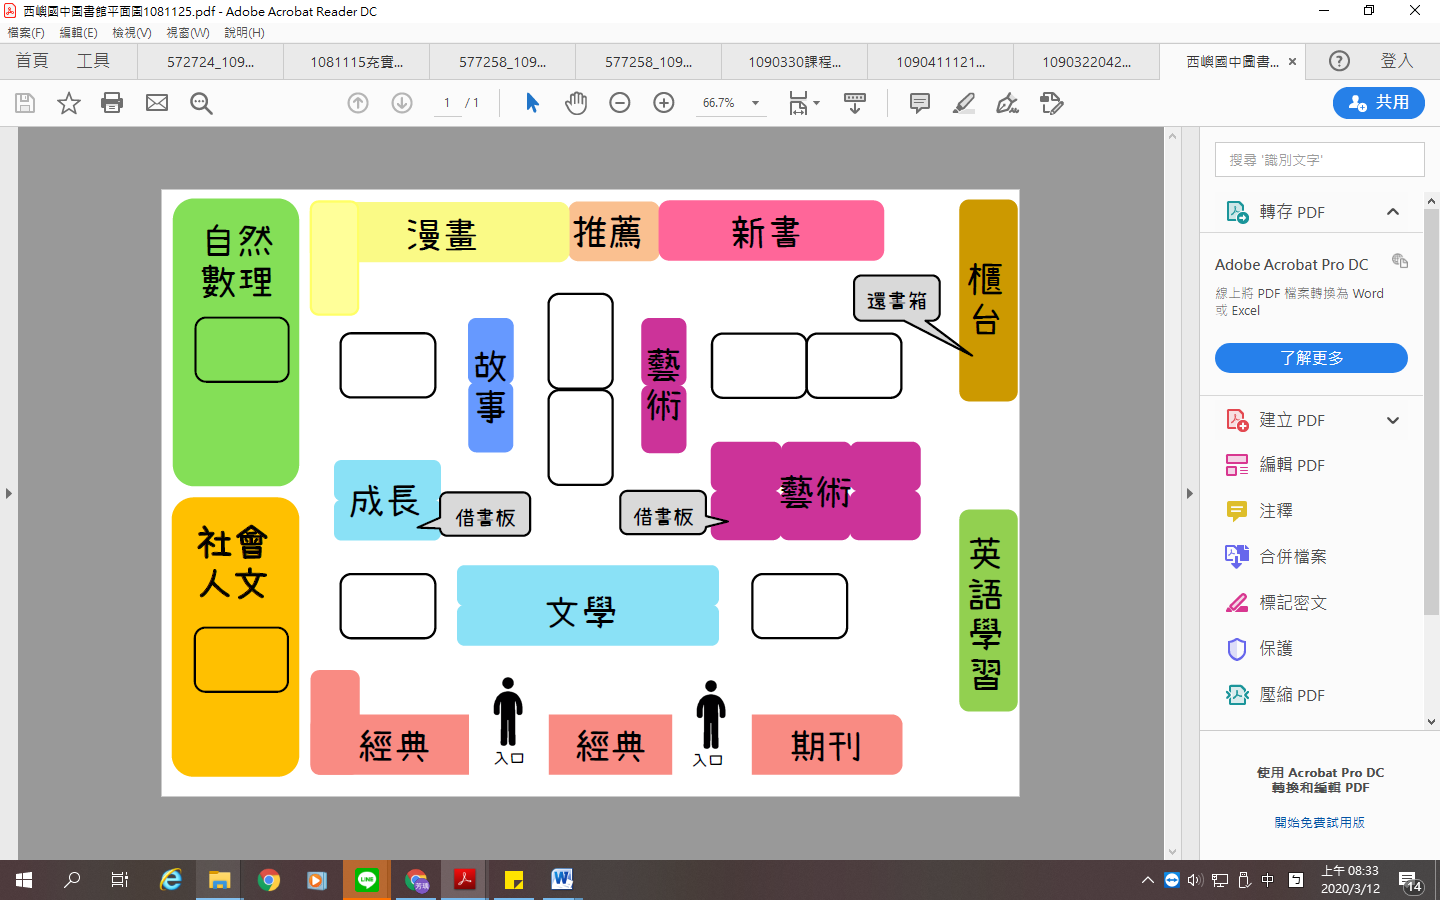 西嶼國中圖書館平面圖1081125.pdf - Adobe Acrobat Reader DC
檔案(F) 編輯(E) 檢視(V) 視窗(W) 說明(H)
首頁 工具 572724_109... 1081115充實... 577258_109... 577258_109... 1090330課程... 1090411121... 1090322042... 西嶼國中圖書... × 登入
1 / 1 66.7% 共用
自然
數理
漫畫
推薦
新書
櫃
台
還書箱
故
事
藝
術
成長
借書板
借書板
藝術
社會
人文
文學
英
語
學
習
經典
入口
經典
入口
期刊
搜尋 '識別文字'
轉存 PDF
Adobe Acrobat Pro DC
線上將 PDF 檔案轉換為 Word
或 Excel
了解更多
建立 PDF
編輯 PDF
注釋
合併檔案
標記密文
保護
壓縮 PDF
使用 Acrobat Pro DC
轉換和編輯 PDF
開始免費試用版
LINE
中
ㄅ
上午 08:33
2020/3/12
14